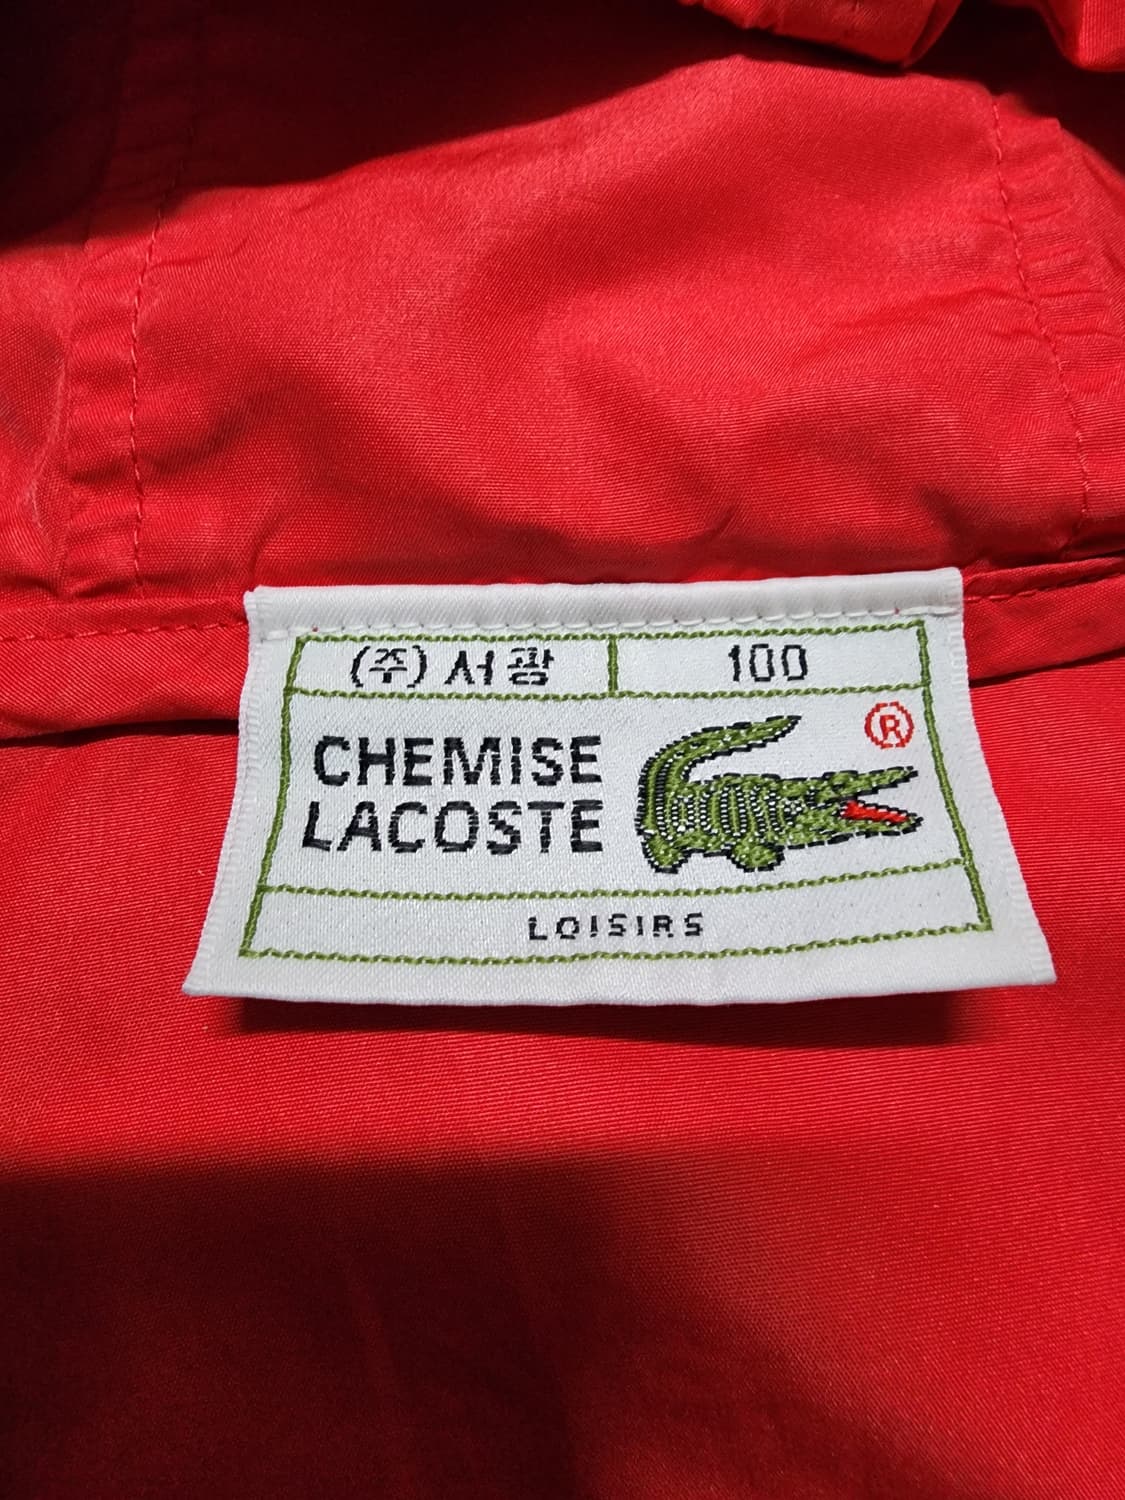 (주) 서광 100
CHEMISE
LACOSTE ®
LOISIRS